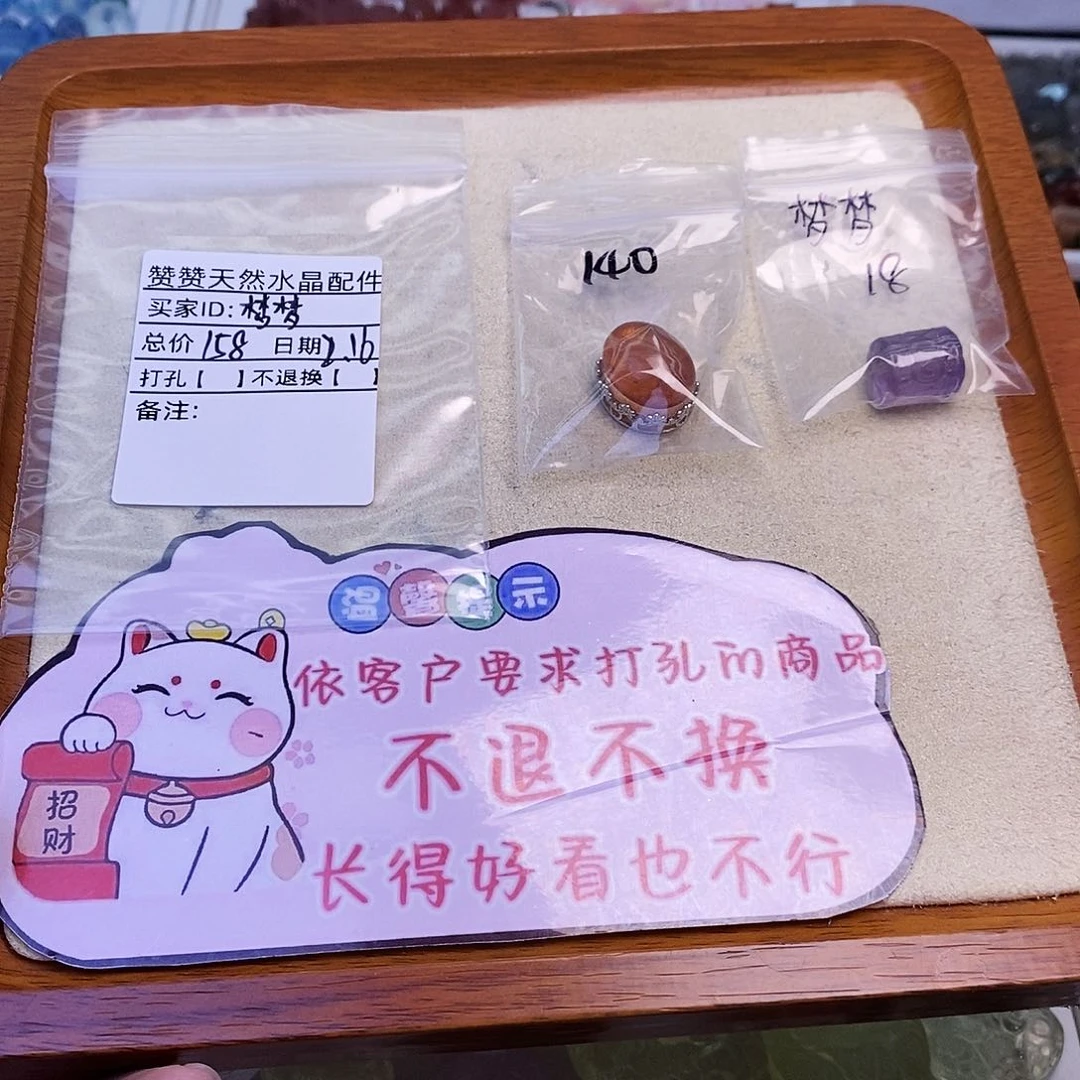 赞赞天然水晶配件
买家ID: 梦梦
总价 158 日期 2.16
打孔【 】不退换【 】
备注:
140
梦梦
18
温馨提示
依客户要求打孔的商品
不退不换
长得好看也不行
招
财